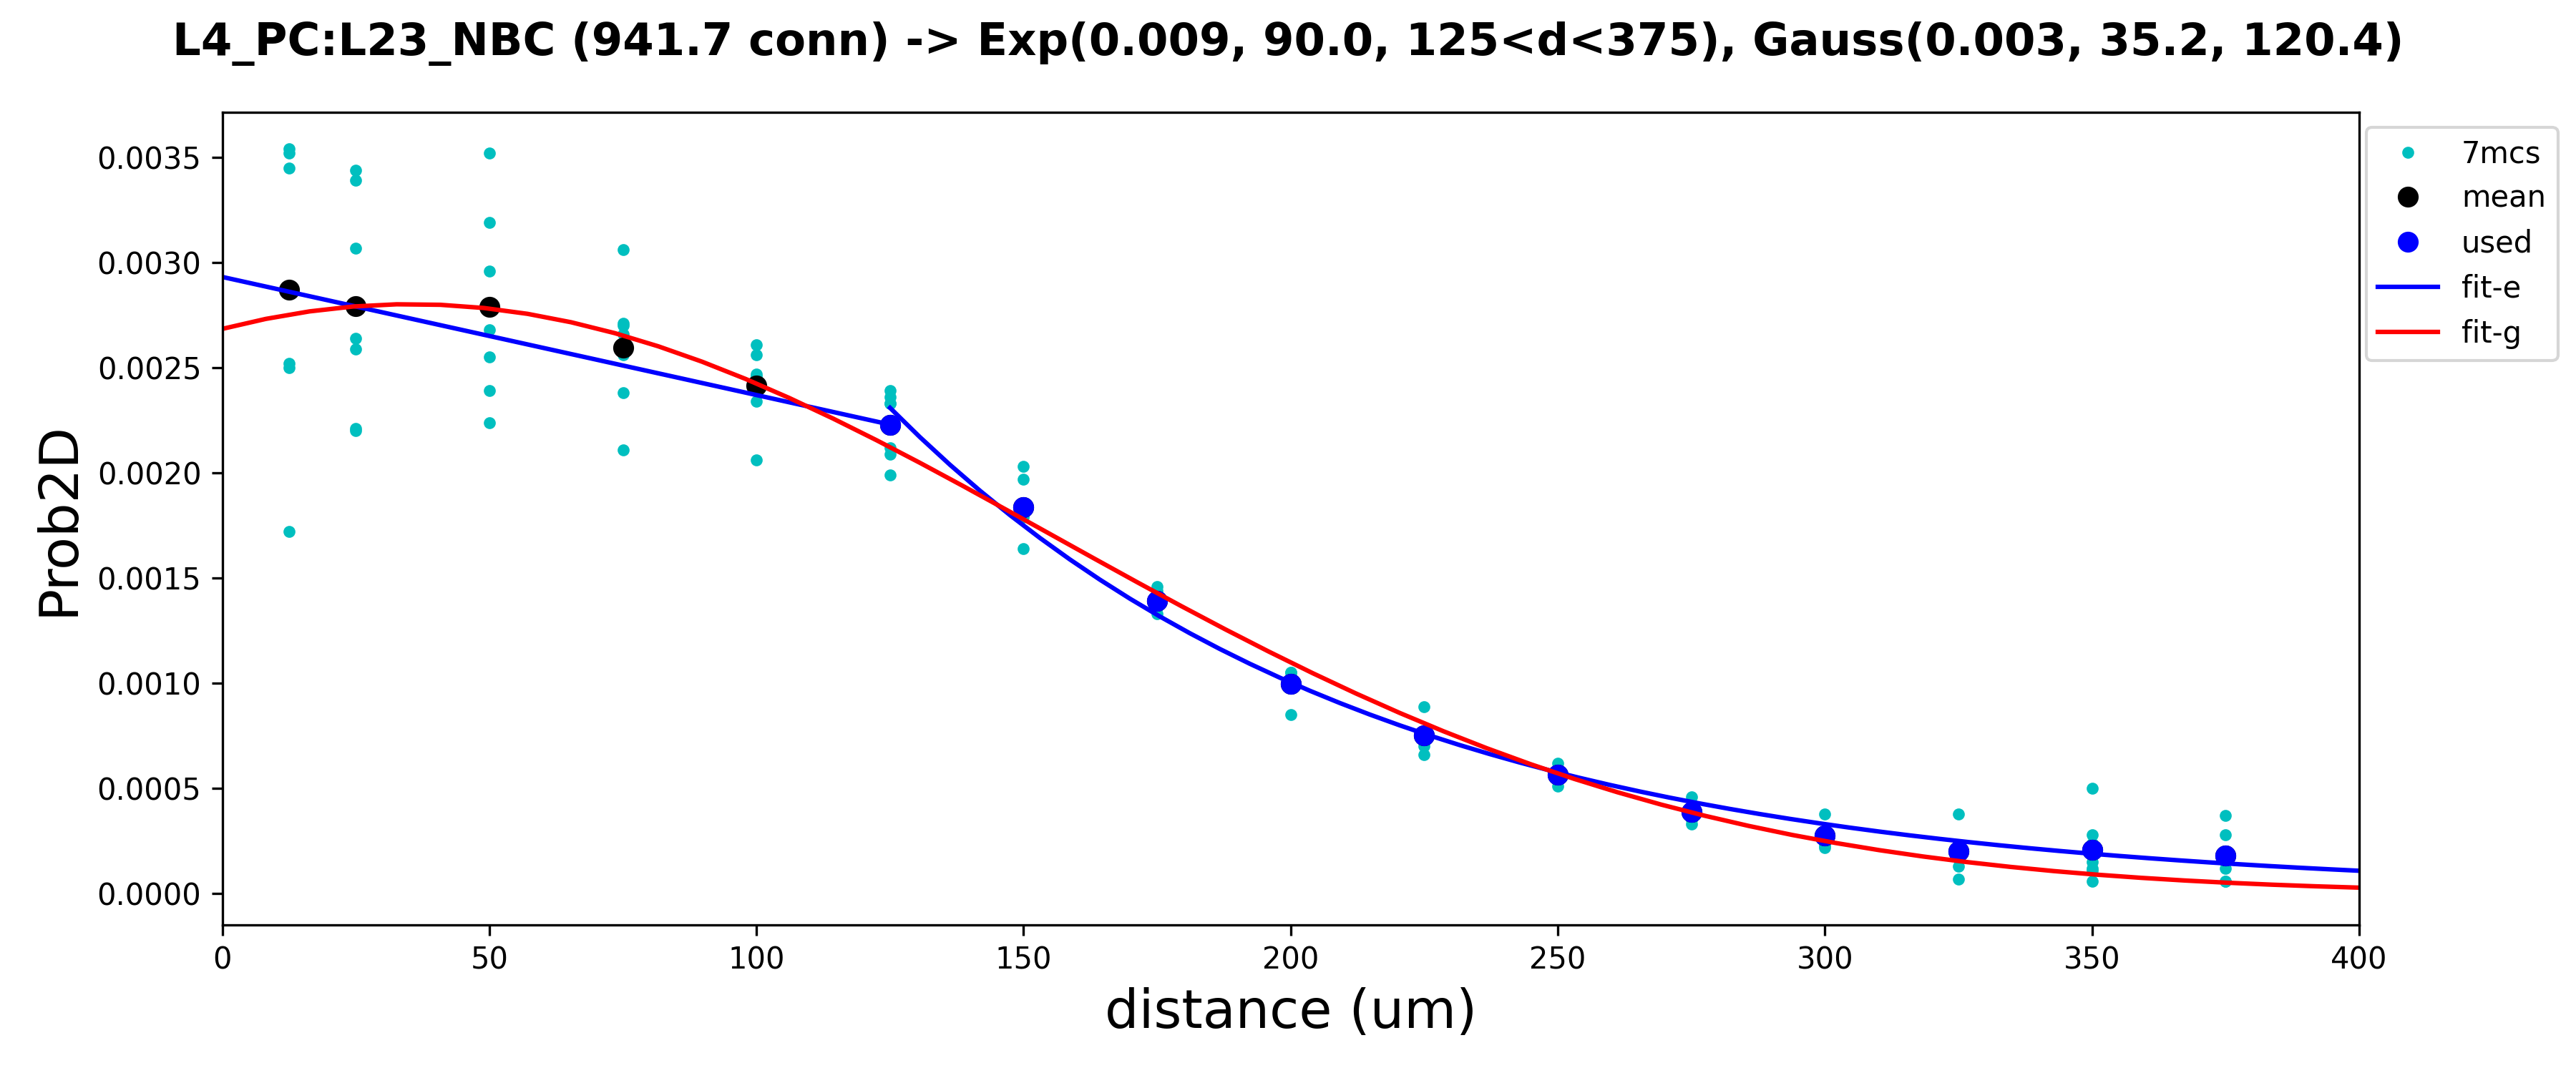 L4_PC:L23_NBC (941.7 conn) -> Exp(0.009, 90.0, 125<d<375), Gauss(0.003, 35.2, 120.4)
7mcs
mean
used
fit-e
fit-g
0.0035
0.0030
0.0025
0.0020
0.0015
0.0010
0.0005
0.0000
Prob2D
0 50 100 150 200 250 300 350 400
distance (um)